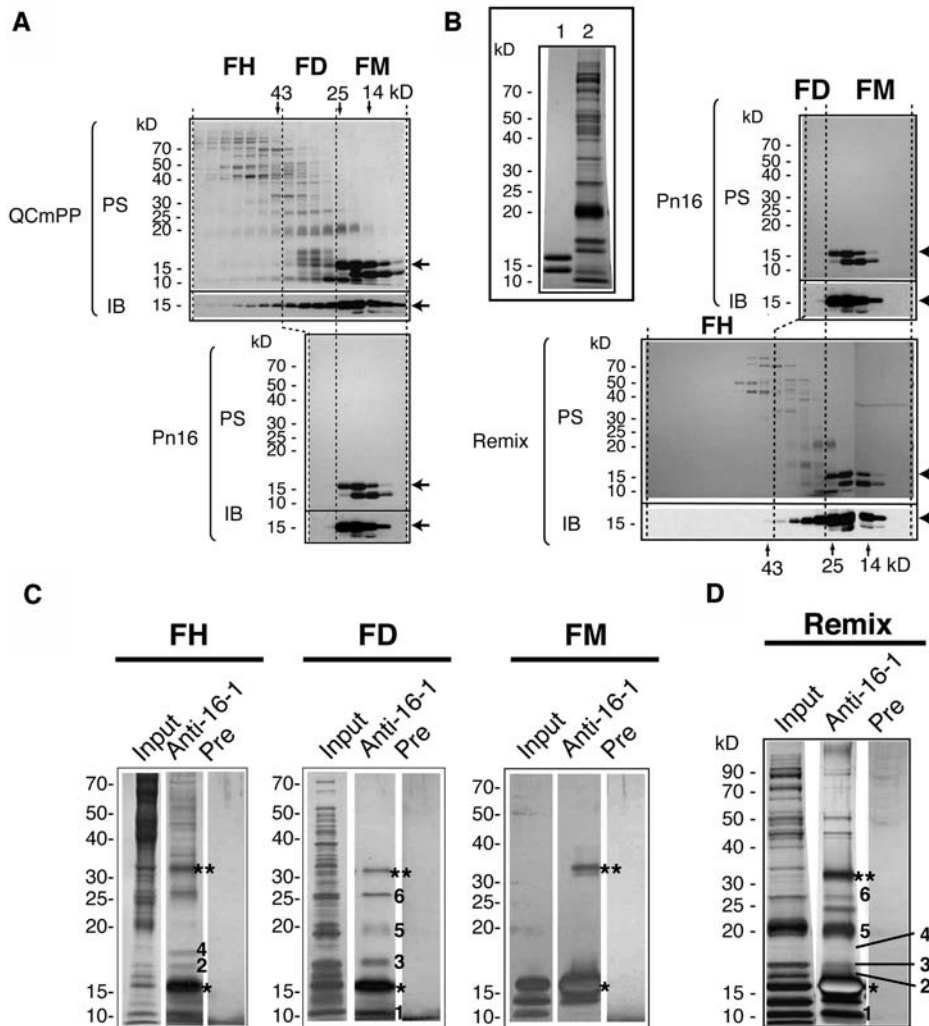 A
FH FD FM
43 25 14 kD
kD
70 -
50 -
40 -
30 -
25 -
20 -
15 -
10 -
QCmPP
PS
15 -
IB
kD
70 -
50 -
40 -
30 -
25 -
20 -
15 -
10 -
Pn16
PS
15 -
IB
B
1 2
kD
70 -
50 -
40 -
30 -
20 -
15 -
10 -
FD FM
kD
70 -
50 -
40 -
30 -
25 -
20 -
15 -
10 -
Pn16
PS
15 -
IB
FH
kD
70 -
50 -
40 -
30 -
25 -
20 -
15 -
10 -
Remix
PS
15 -
IB
43 25 14 kD
C
FH
Input Anti-16-1 Pre
70-
50-
40-
30-
20-
15-
10-
**
4
2
*
FD
Input Anti-16-1 Pre
70-
50-
40-
30-
20-
15-
10-
**
6
5
3
*
1
FM
Input Anti-16-1 Pre
70-
50-
40-
30-
20-
15-
10-
**
*
D
Remix
Input Anti-16-1 Pre
kD
90 -
70 -
50 -
40 -
30 -
20 -
15 -
10 -
**
6
5
4
3
2
*
1